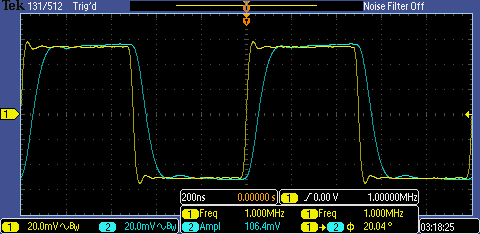 Tek 131/512 Trig'd Noise Filter Off
1
200ns 0.00000 s 1 / 0.00 V 1.00000MHz
1 Freq 1.000MHz 1 Freq 1.000MHz
1 20.0mV∿Bw 2 20.0mV∿Bw 2 Ampl 106.4mV 1→2 ϕ 20.04 ° 03:18:25